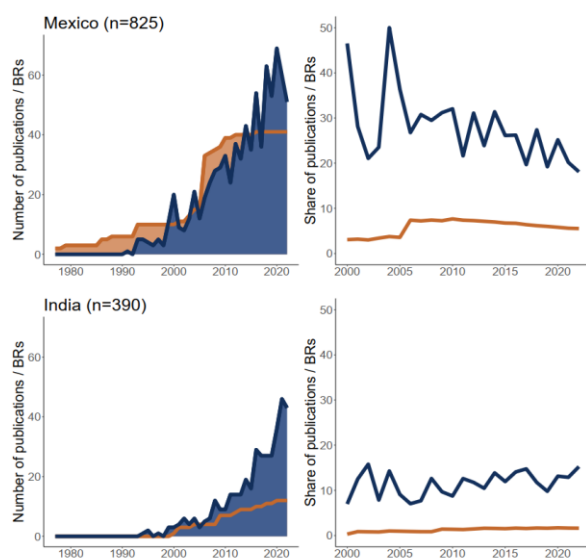 Mexico (n=825)
Number of publications / BRs
60
40
20
0
1980 1990 2000 2010 2020
Share of publications / BRs
50
40
30
20
10
0
2000 2005 2010 2015 2020
India (n=390)
Number of publications / BRs
60
40
20
0
1980 1990 2000 2010 2020
Share of publications / BRs
50
40
30
20
10
0
2000 2005 2010 2015 2020